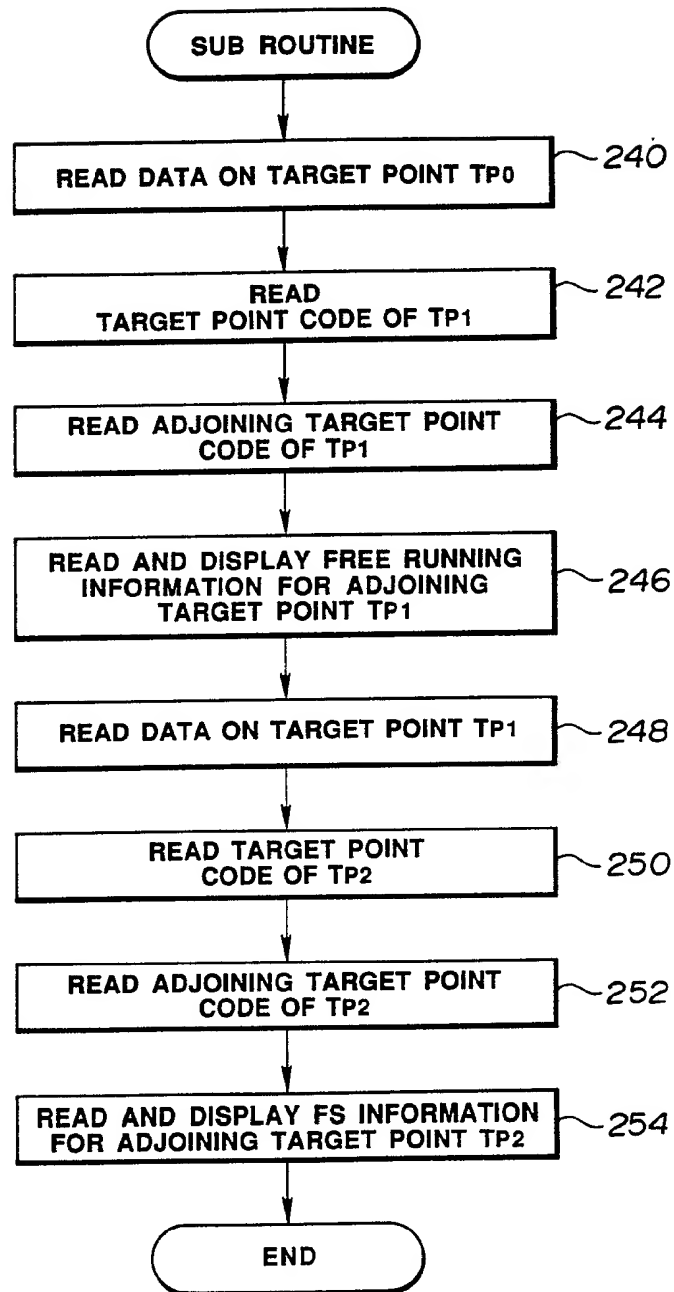 SUB ROUTINE
READ DATA ON TARGET POINT TP0
240
READ
TARGET POINT CODE OF TP1
242
READ ADJOINING TARGET POINT
CODE OF TP1
244
READ AND DISPLAY FREE RUNNING
INFORMATION FOR ADJOINING
TARGET POINT TP1
246
READ DATA ON TARGET POINT TP1
248
READ TARGET POINT
CODE OF TP2
250
READ ADJOINING TARGET POINT
CODE OF TP2
252
READ AND DISPLAY FS INFORMATION
FOR ADJOINING TARGET POINT TP2
254
END